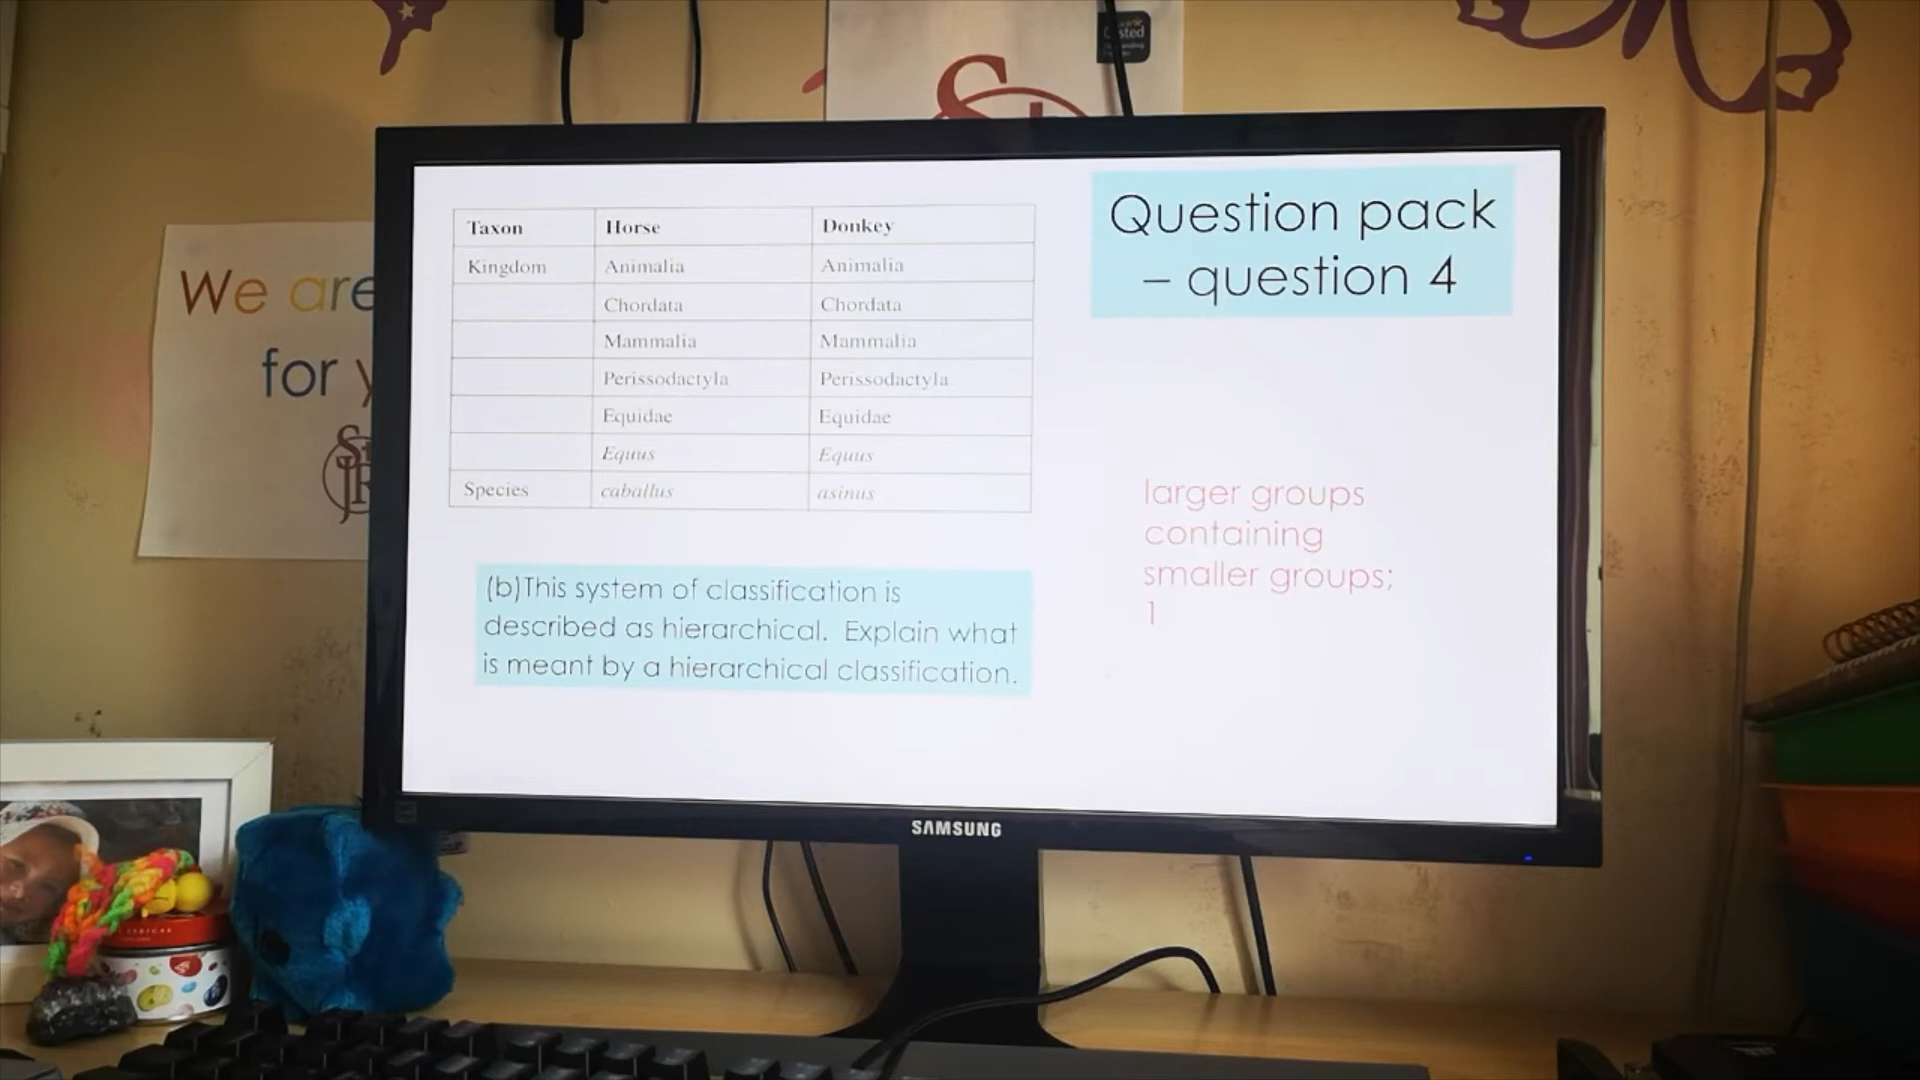 We are
for
Ofsted
Taxon Horse Donkey
Kingdom Animalia Animalia
Chordata Chordata
Mammalia Mammalia
Perissodactyla Perissodactyla
Equidae Equidae
Equus Equus
Species caballus asinus
Question pack
– question 4
larger groups
containing
smaller groups;
1
(b)This system of classification is
described as hierarchical. Explain what
is meant by a hierarchical classification.
SAMSUNG